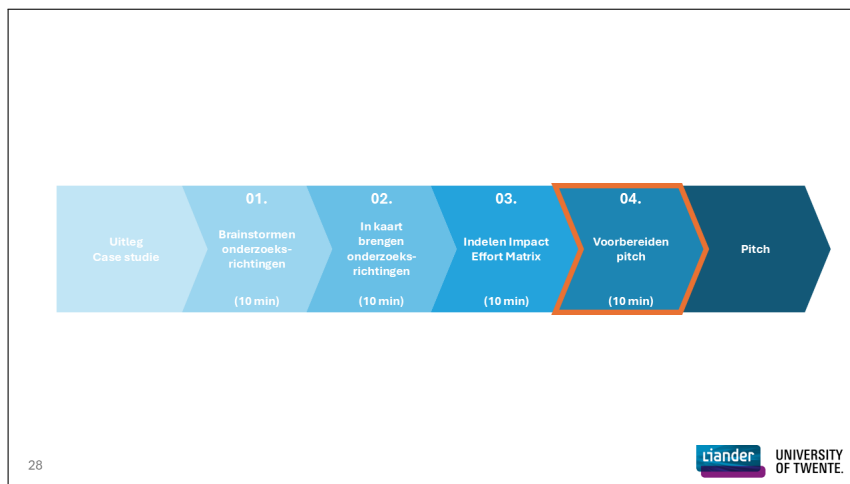 Uitleg
Case studie
01.
Brainstormen
onderzoeks-
richtingen
(10 min)
02.
In kaart
brengen
onderzoeks-
richtingen
(10 min)
03.
Indelen Impact
Effort Matrix
(10 min)
04.
Voorbereiden
pitch
(10 min)
Pitch
28
Liander
UNIVERSITY
OF TWENTE.